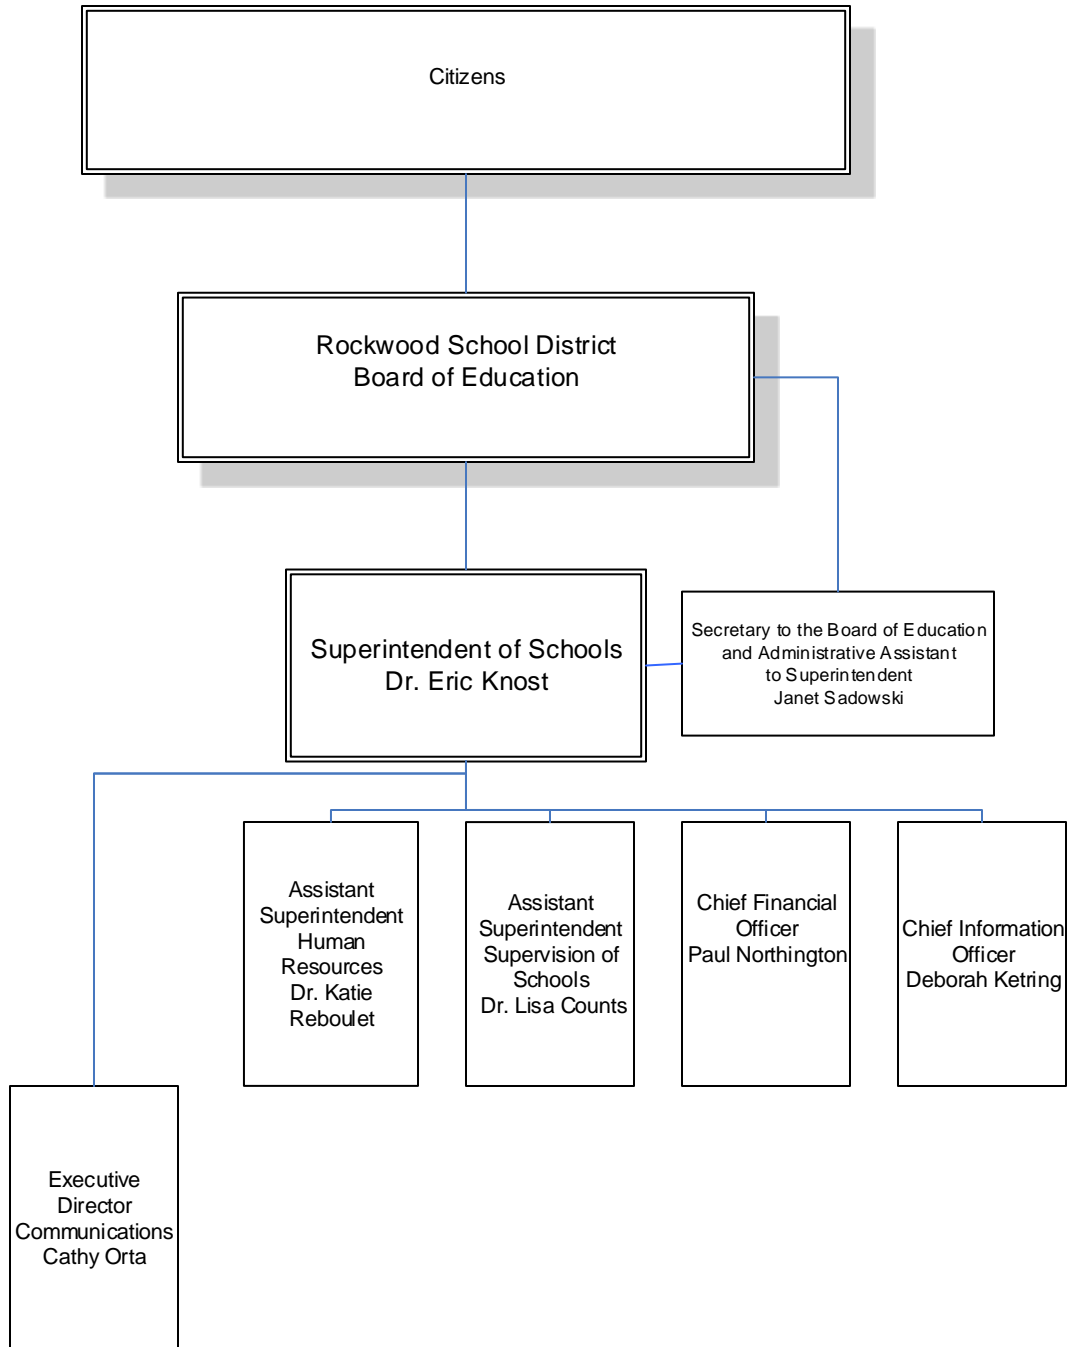 Citizens
Rockwood School District
Board of Education
Superintendent of Schools
Dr. Eric Knost
Secretary to the Board of Education
and Administrative Assistant
to Superintendent
Janet Sadowski
Assistant
Superintendent
Human
Resources
Dr. Katie
Reboulet
Assistant
Superintendent
Supervision of
Schools
Dr. Lisa Counts
Chief Financial
Officer
Paul Northington
Chief Information
Officer
Deborah Ketring
Executive
Director
Communications
Cathy Orta